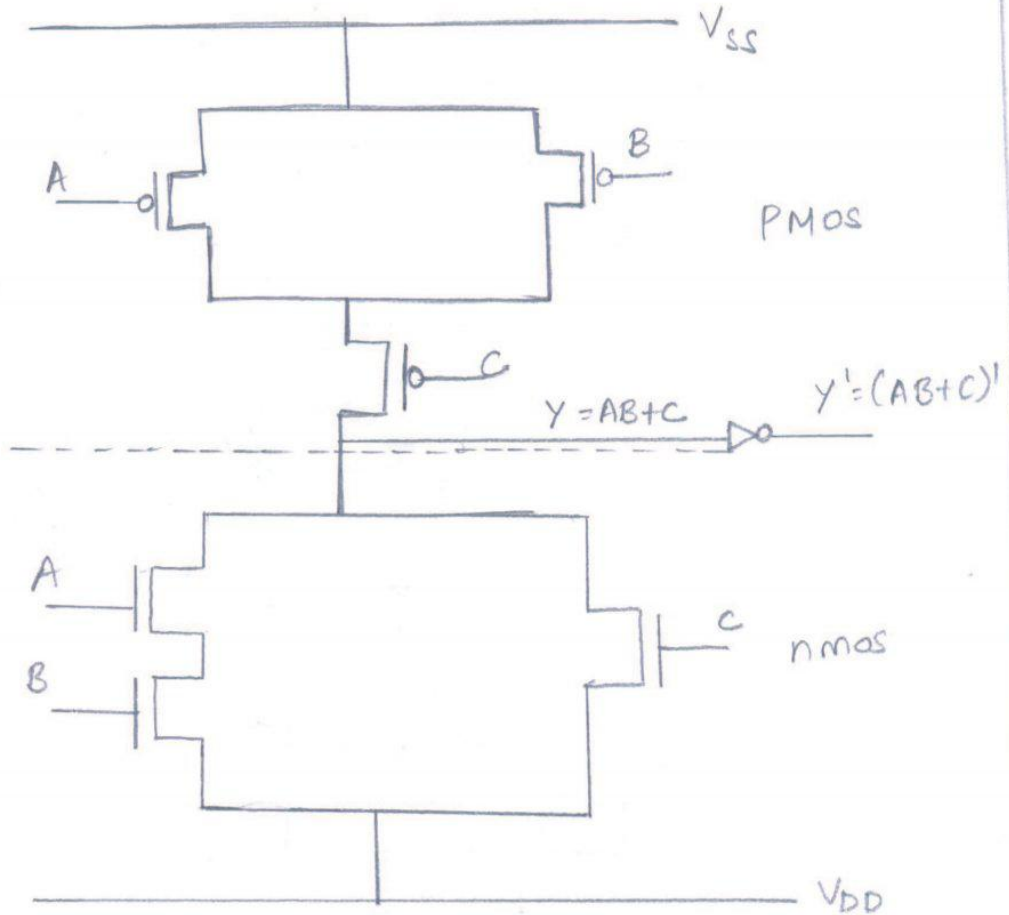 VSS
A
B
PMOS
C
Y = AB+C
Y' = (AB+C)'
A
C
nmos
B
VDD